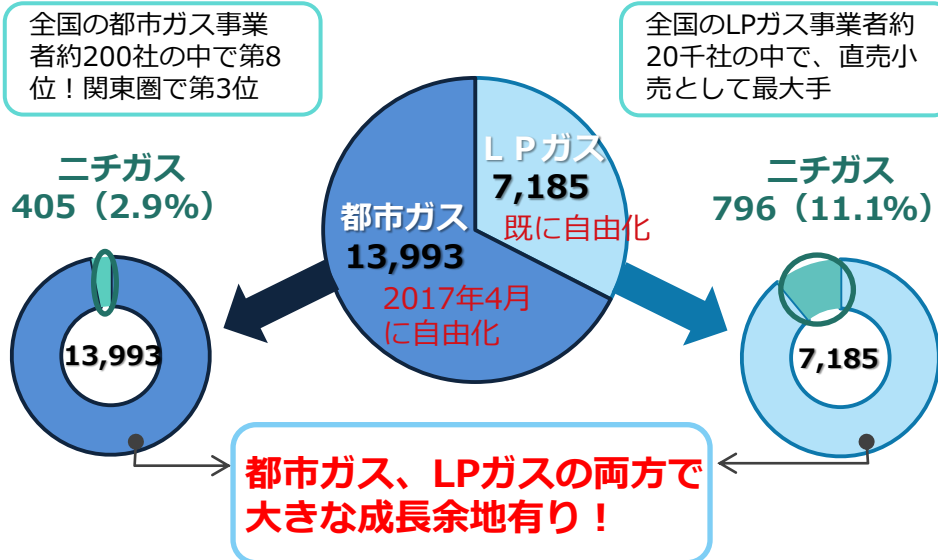 全国の都市ガス事業
者約200社の中で第8
位！関東圏で第3位
全国のLPガス事業者約
20千社の中で、直売小
売として最大手
ニチガス
405（2.9%）
ＬＰガス
7,185
既に自由化
都市ガス
13,993
2017年4月
に自由化
ニチガス
796（11.1%）
13,993
7,185
都市ガス、LPガスの両方で
大きな成長余地有り！